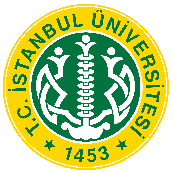 T.C. İSTANBUL ÜNİVERSİTESİ
1453